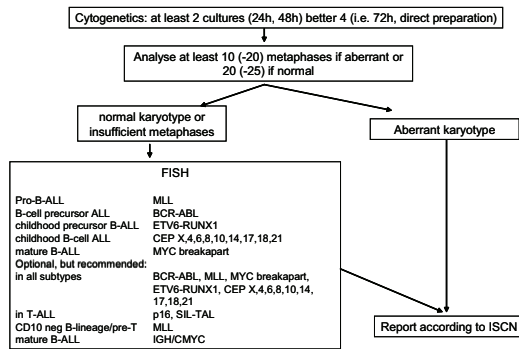 Cytogenetics: at least 2 cultures (24h, 48h) better 4 (i.e. 72h, direct preparation)
Analyse at least 10 (-20) metaphases if aberrant or
20 (-25) if normal
normal karyotype or
insufficient metaphases
Aberrant karyotype
FISH
Pro-B-ALL MLL
B-cell precursor ALL BCR-ABL
childhood precursor B-ALL ETV6-RUNX1
childhood B-cell ALL CEP X,4,6,8,10,14,17,18,21
mature B-ALL MYC breakapart
Optional, but recommended:
in all subtypes BCR-ABL, MLL, MYC breakapart,
ETV6-RUNX1, CEP X,4,6,8,10,14,
17,18,21
in T-ALL p16, SIL-TAL
CD10 neg B-lineage/pre-T MLL
mature B-ALL IGH/CMYC
Report according to ISCN